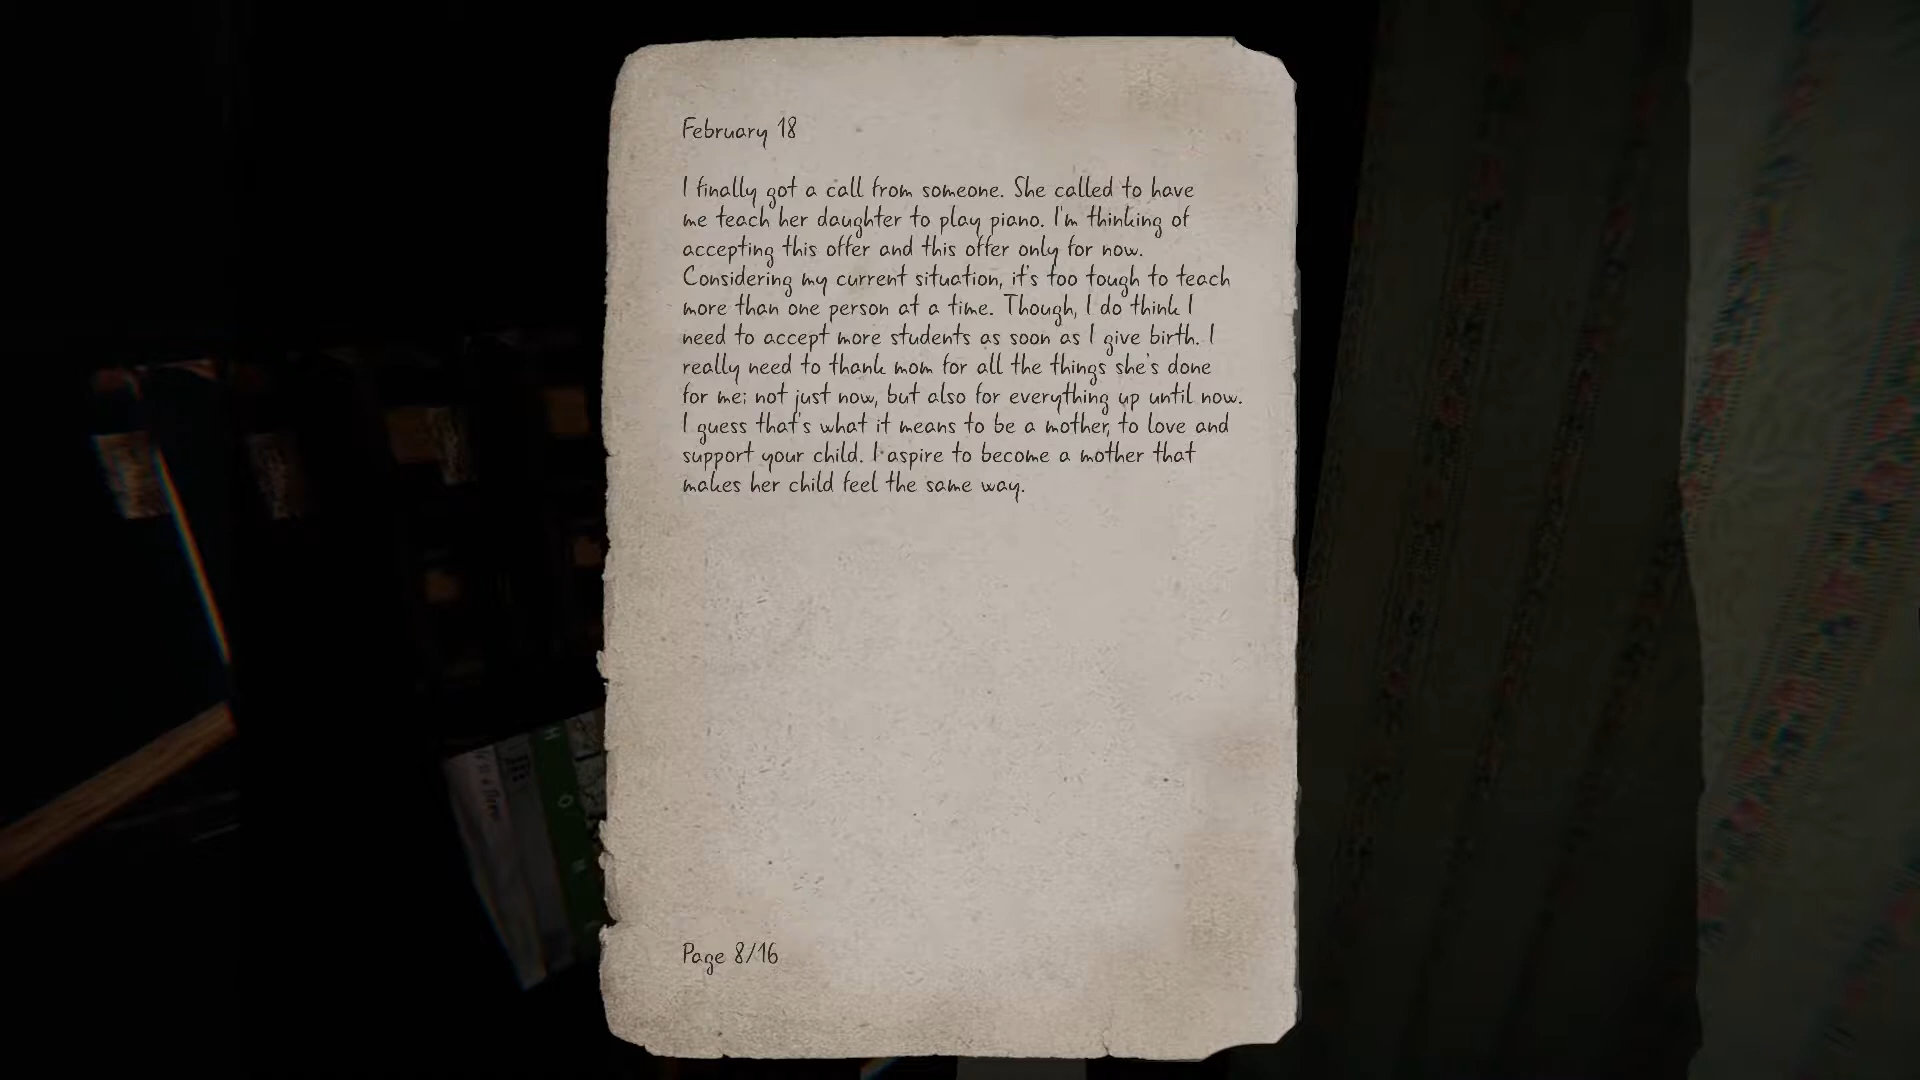 February 18
I finally got a call from someone. She called to have
me teach her daughter to play piano. I'm thinking of
accepting this offer and this offer only for now.
Considering my current situation, it's too tough to teach
more than one person at a time. Though, I do think I
need to accept more students as soon as I give birth. I
really need to thank mom for all the things she's done
for me; not just now, but also for everything up until now.
I guess that's what it means to be a mother, to love and
support your child. I aspire to become a mother that
makes her child feel the same way.
Page 8/16